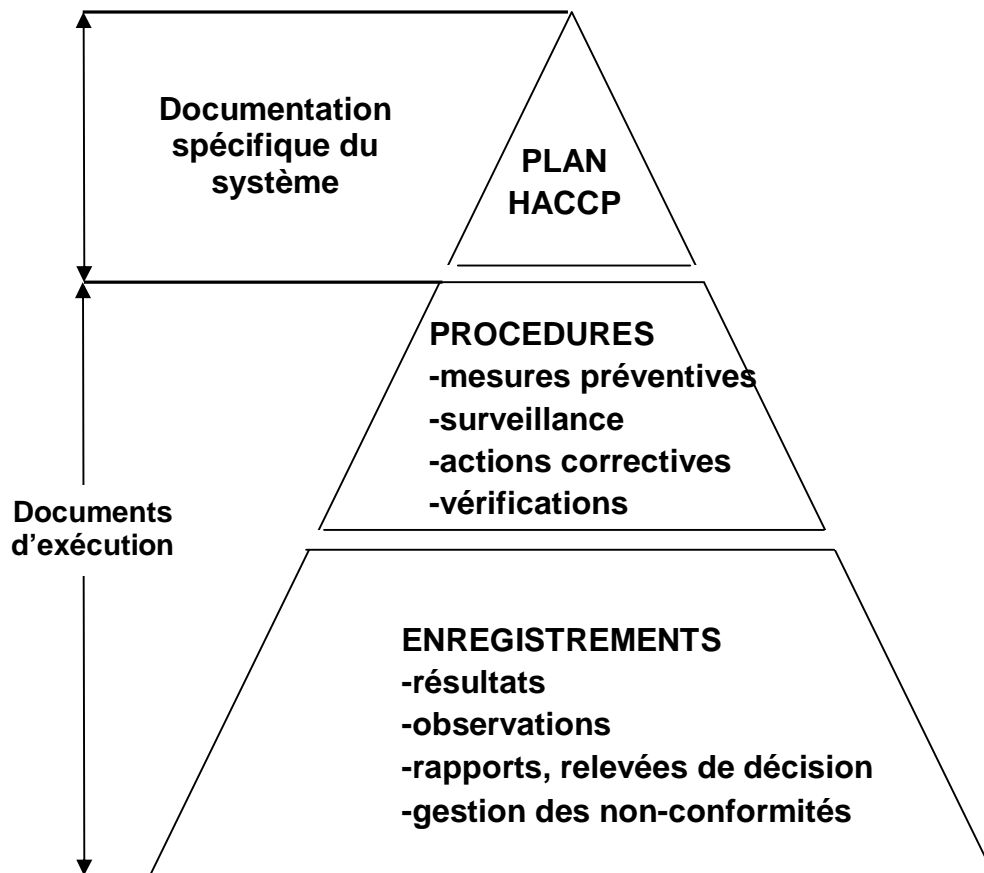 Documentation
spécifique du
système
PLAN
HACCP
PROCEDURES
-mesures préventives
-surveillance
-actions correctives
-vérifications
Documents
d’exécution
ENREGISTREMENTS
-résultats
-observations
-rapports, relevées de décision
-gestion des non-conformités